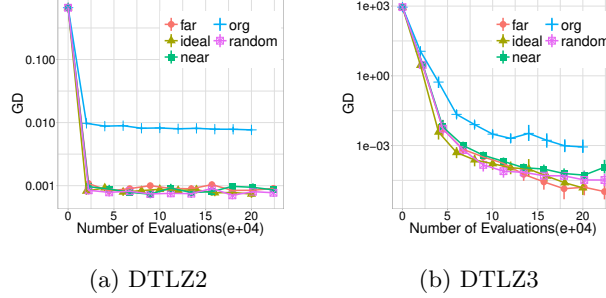 far org
ideal random
near
0.100
0.010
0.001
GD
0 5 10 15 20
Number of Evaluations(e+04)
(a) DTLZ2
far org
ideal random
near
1e+03
1e+00
1e−03
GD
0 5 10 15 20
Number of Evaluations(e+04)
(b) DTLZ3